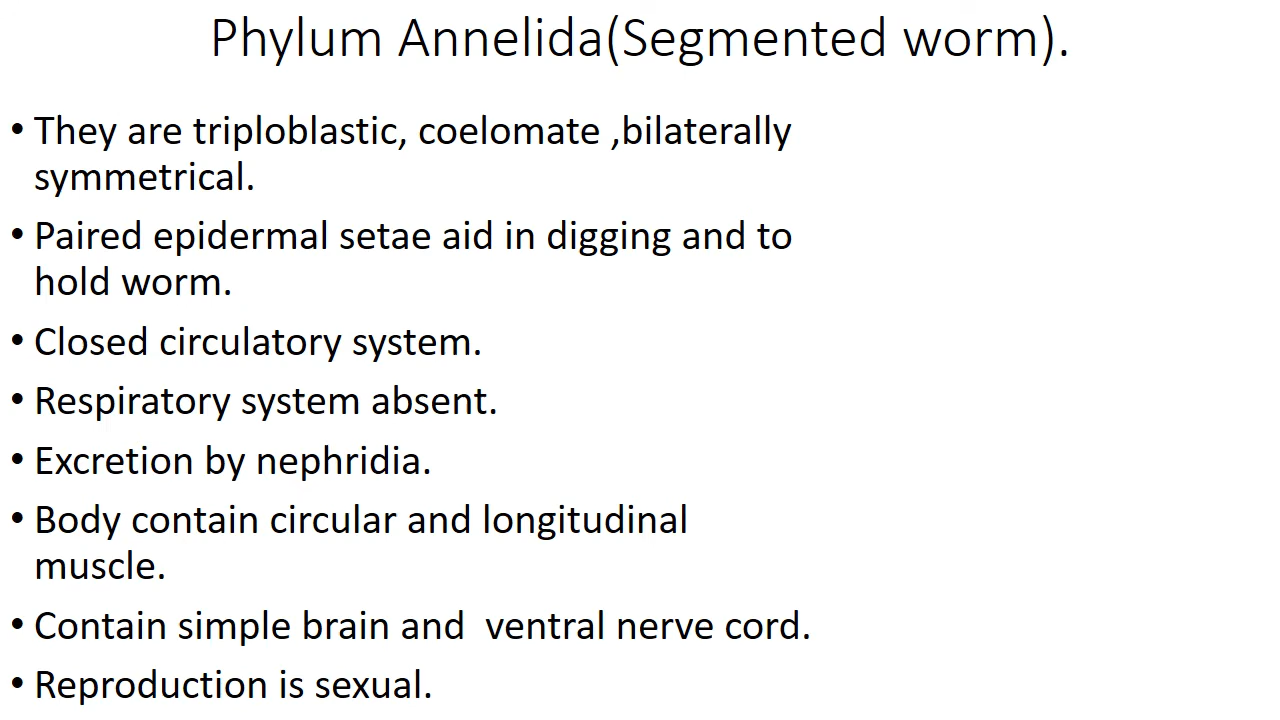 Phylum Annelida(Segmented worm).
• They are triploblastic, coelomate ,bilaterally
symmetrical.
• Paired epidermal setae aid in digging and to
hold worm.
• Closed circulatory system.
• Respiratory system absent.
• Excretion by nephridia.
• Body contain circular and longitudinal
muscle.
• Contain simple brain and  ventral nerve cord.
• Reproduction is sexual.